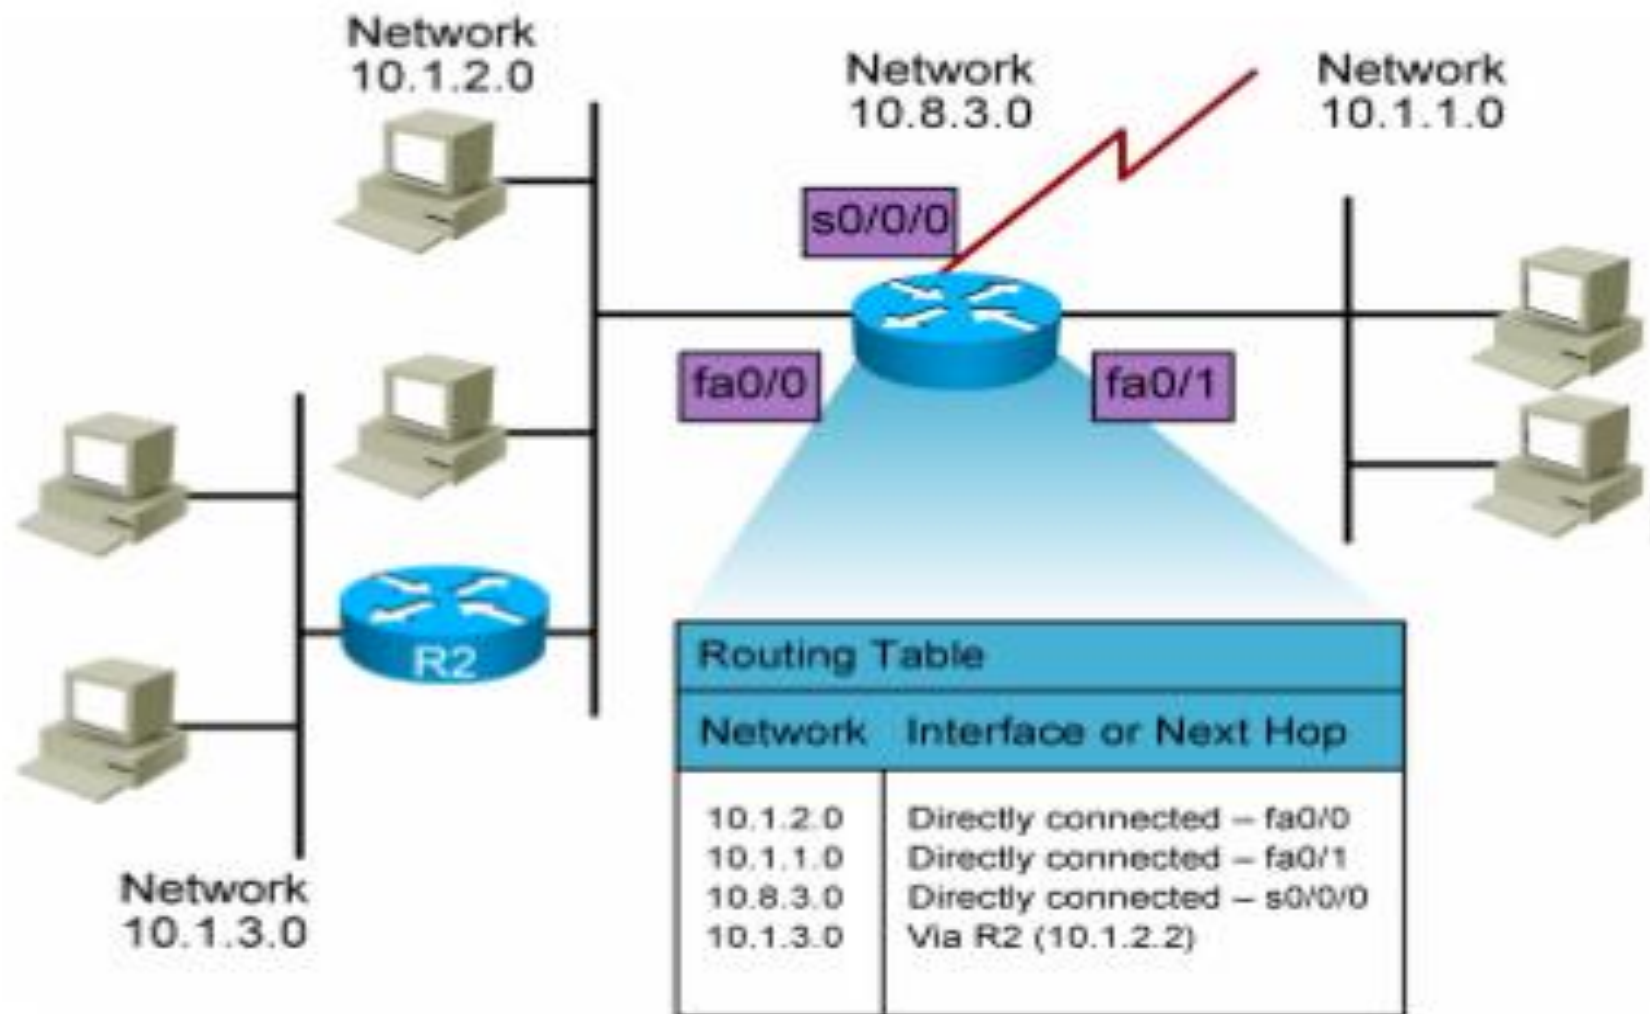 Network
10.1.2.0
Network
10.8.3.0
Network
10.1.1.0
s0/0/0
fa0/0
fa0/1
R2
Network
10.1.3.0
Routing Table
Network Interface or Next Hop
10.1.2.0 Directly connected – fa0/0
10.1.1.0 Directly connected – fa0/1
10.8.3.0 Directly connected – s0/0/0
10.1.3.0 Via R2 (10.1.2.2)